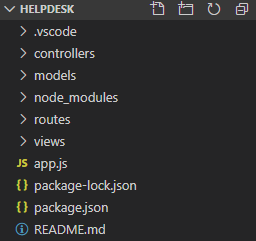 HELPDESK
.vscode
controllers
models
node_modules
routes
views
JS app.js
{} package-lock.json
{} package.json
README.md